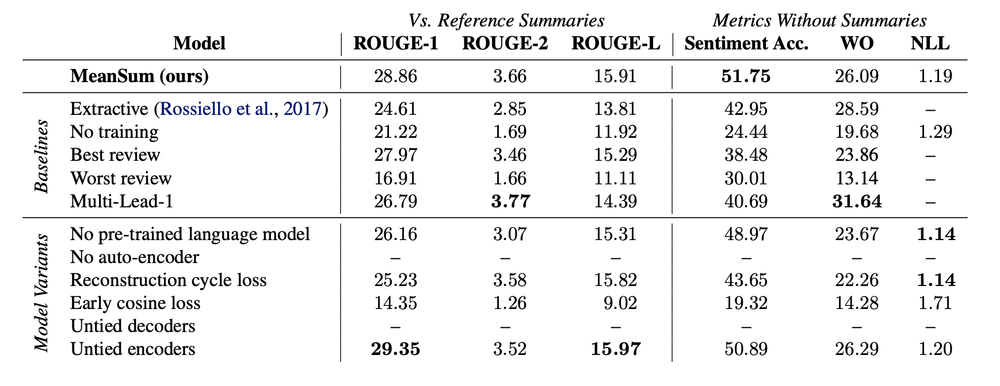 Vs. Reference Summaries Metrics Without Summaries
Model ROUGE-1 ROUGE-2 ROUGE-L Sentiment Acc. WO NLL
MeanSum (ours) 28.86 3.66 15.91 51.75 26.09 1.19
Baselines
Extractive (Rossiello et al., 2017) 24.61 2.85 13.81 42.95 28.59 –
No training 21.22 1.69 11.92 24.44 19.68 1.29
Best review 27.97 3.46 15.29 38.48 23.86 –
Worst review 16.91 1.66 11.11 30.01 13.14 –
Multi-Lead-1 26.79 3.77 14.39 40.69 31.64 –
Model Variants
No pre-trained language model 26.16 3.07 15.31 48.97 23.67 1.14
No auto-encoder – – – – – –
Reconstruction cycle loss 25.23 3.58 15.82 43.65 22.26 1.14
Early cosine loss 14.35 1.26 9.02 19.32 14.28 1.71
Untied decoders – – – – – –
Untied encoders 29.35 3.52 15.97 50.89 26.29 1.20